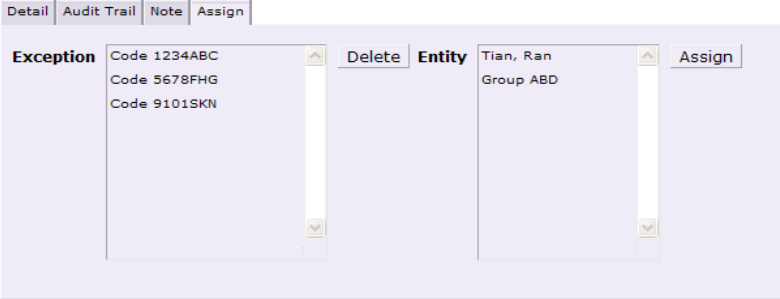 Detail Audit Trail Note Assign
Exception Code 1234ABC Delete Entity Tian, Ran Assign
Code 5678FHG Group ABD
Code 9101SKN